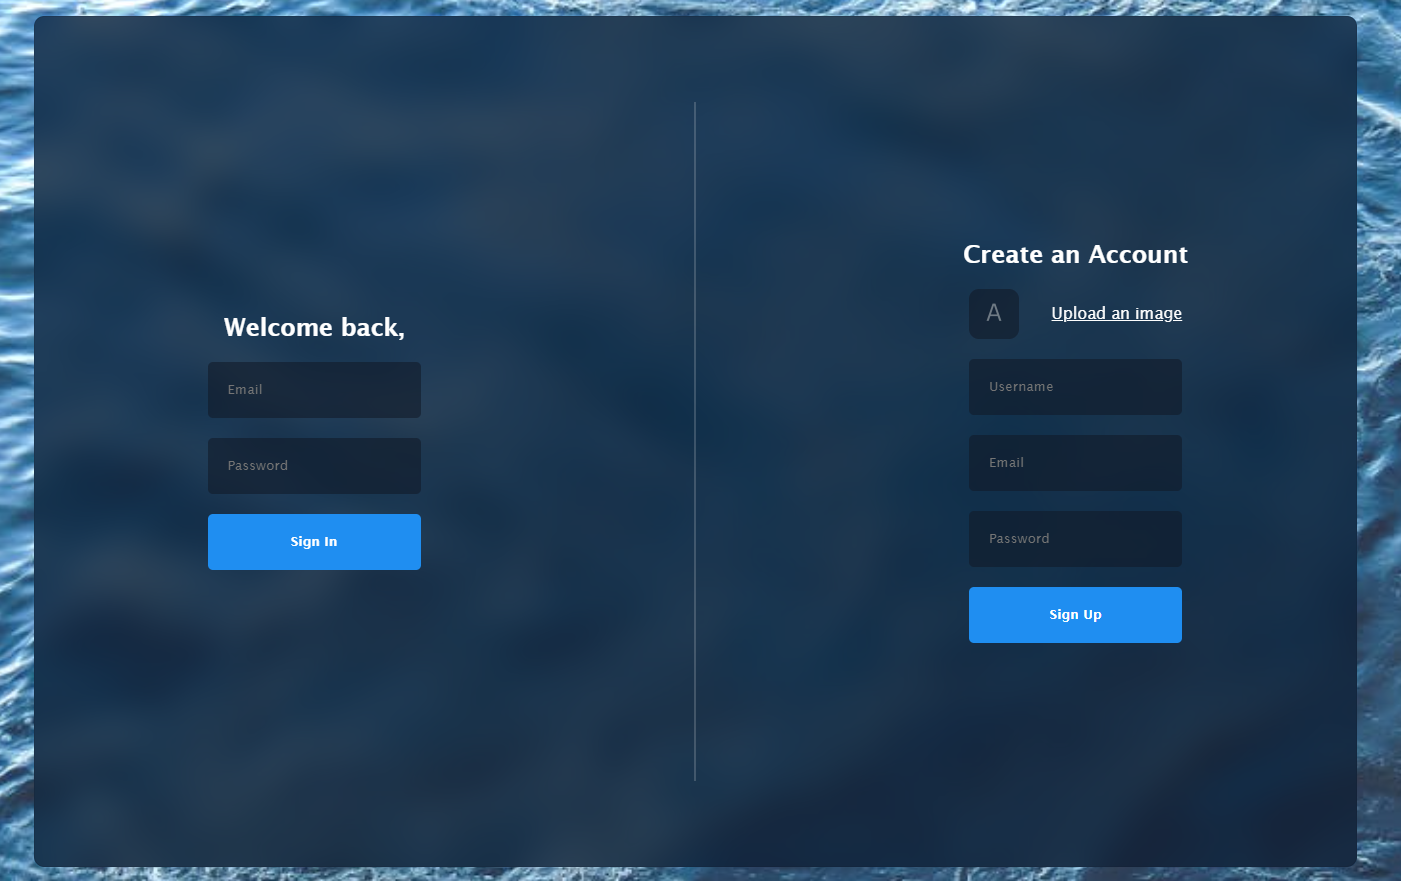 Welcome back,
Email
Password
Sign In
Create an Account
A
Upload an image
Username
Email
Password
Sign Up